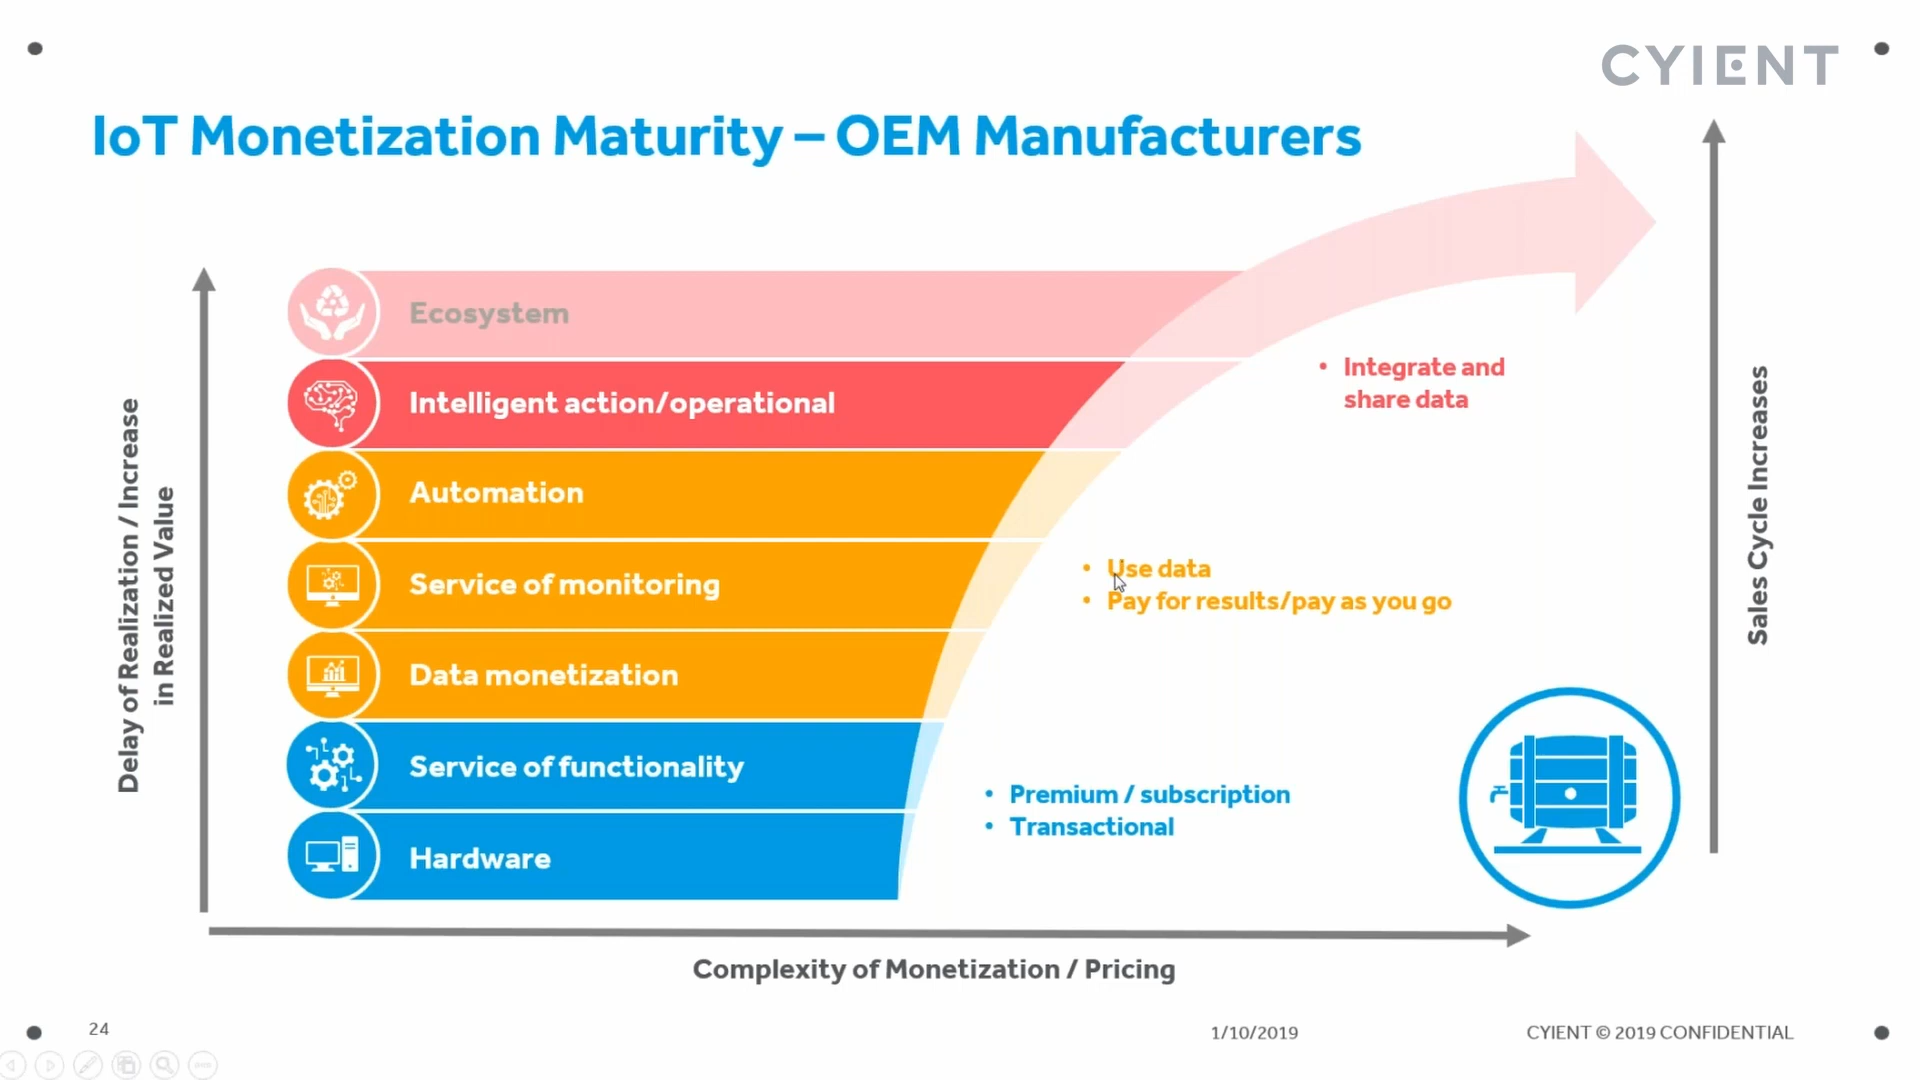 CYIENT
IoT Monetization Maturity – OEM Manufacturers
Ecosystem
Intelligent action/operational
Automation
Service of monitoring
Data monetization
Service of functionality
Hardware
• Integrate and
share data
• Use data
• Pay for results/pay as you go
• Premium / subscription
• Transactional
Delay of Realization / Increase
in Realized Value
Sales Cycle Increases
Complexity of Monetization / Pricing
24
1/10/2019
CYIENT © 2019 CONFIDENTIAL